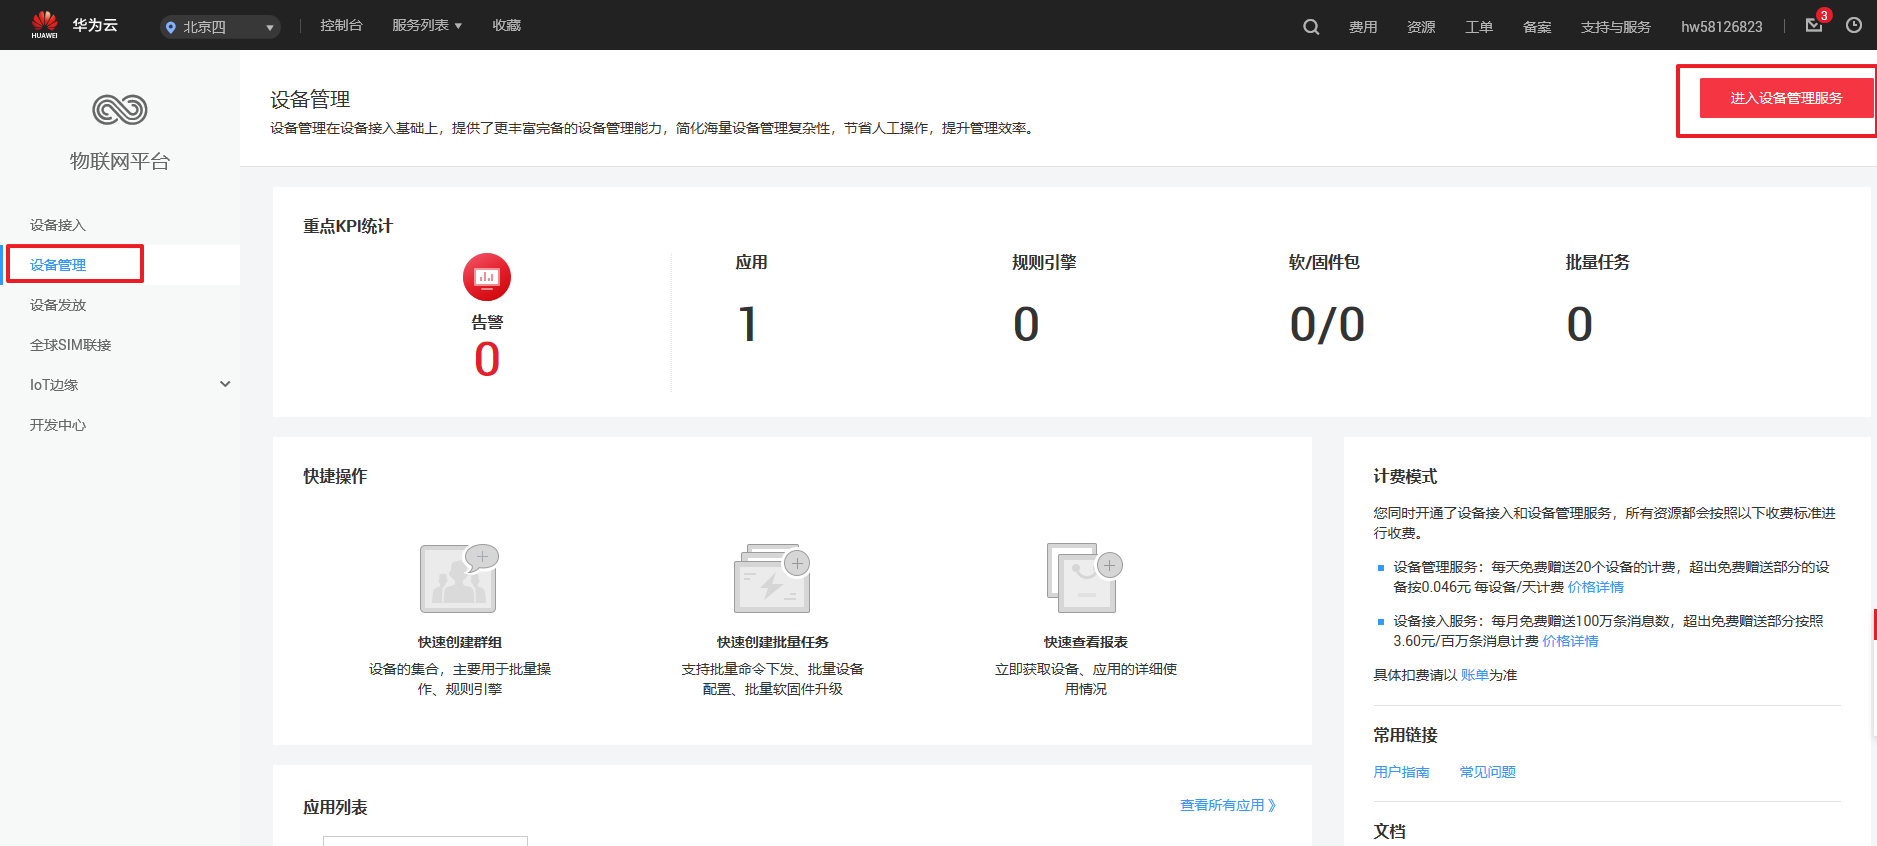 HUAWEI
华为云
北京四
控制台
服务列表
收藏
费用
资源
工单
备案
支持与服务
hw58126823
3
物联网平台
设备接入
设备管理
设备发放
全球SIM联接
IoT边缘
开发中心
设备管理
设备管理在设备接入基础上，提供了更丰富完备的设备管理能力，简化海量设备管理复杂性，节省人工操作，提升管理效率。
进入设备管理服务
重点KPI统计
告警
0
应用
1
规则引擎
0
软/固件包
0/0
批量任务
0
快捷操作
快速创建群组
设备的集合，主要用于批量操
作、规则引擎
快速创建批量任务
支持批量命令下发、批量设备
配置、批量软固件升级
快速查看报表
立即获取设备、应用的详细使
用情况
应用列表
查看所有应用 》
计费模式
您同时开通了设备接入和设备管理服务，所有资源都会按照以下收费标准进
行收费。
设备管理服务：每天免费赠送20个设备的计费，超出免费赠送部分的设
备按0.046元 每设备/天计费 价格详情
设备接入服务：每月免费赠送100万条消息数，超出免费赠送部分按照
3.60元/百万条消息计费 价格详情
具体扣费请以 账单为准
常用链接
用户指南
常见问题
文档